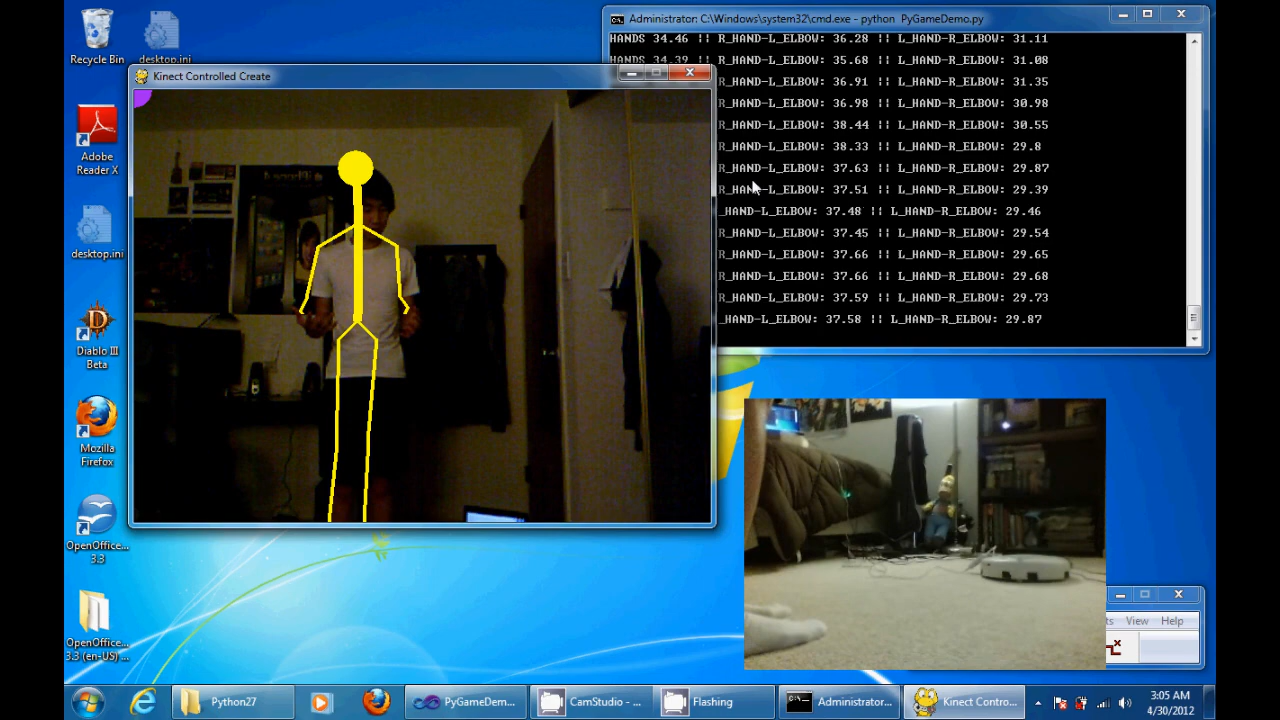 Recycle Bin
desktop.ini
Adobe
Reader X
desktop.ini
Diablo III
Beta
Mozilla
Firefox
OpenOffice...
3.3
OpenOffice...
3.3 (en-US) ...
Kinect Controlled Create
Administrator: C:\Windows\system32\cmd.exe - python PyGameDemo.py
HANDS 34.46 || R_HAND-L_ELBOW: 36.28 || L_HAND-R_ELBOW: 31.11
HANDS 34.39 || R_HAND-L_ELBOW: 35.68 || L_HAND-R_ELBOW: 31.08
R_HAND-L_ELBOW: 36.91 || L_HAND-R_ELBOW: 31.35
R_HAND-L_ELBOW: 36.98 || L_HAND-R_ELBOW: 30.98
R_HAND-L_ELBOW: 38.44 || L_HAND-R_ELBOW: 30.55
R_HAND-L_ELBOW: 38.33 || L_HAND-R_ELBOW: 29.8
R_HAND-L_ELBOW: 37.63 || L_HAND-R_ELBOW: 29.87
R_HAND-L_ELBOW: 37.51 || L_HAND-R_ELBOW: 29.39
_HAND-L_ELBOW: 37.48 || L_HAND-R_ELBOW: 29.46
R_HAND-L_ELBOW: 37.45 || L_HAND-R_ELBOW: 29.54
R_HAND-L_ELBOW: 37.66 || L_HAND-R_ELBOW: 29.65
R_HAND-L_ELBOW: 37.66 || L_HAND-R_ELBOW: 29.68
R_HAND-L_ELBOW: 37.59 || L_HAND-R_ELBOW: 29.73
_HAND-L_ELBOW: 37.58 || L_HAND-R_ELBOW: 29.87
ts View Help
Python27
PyGameDem...
CamStudio - ...
Flashing
Administrator...
Kinect Contro...
3:05 AM
4/30/2012